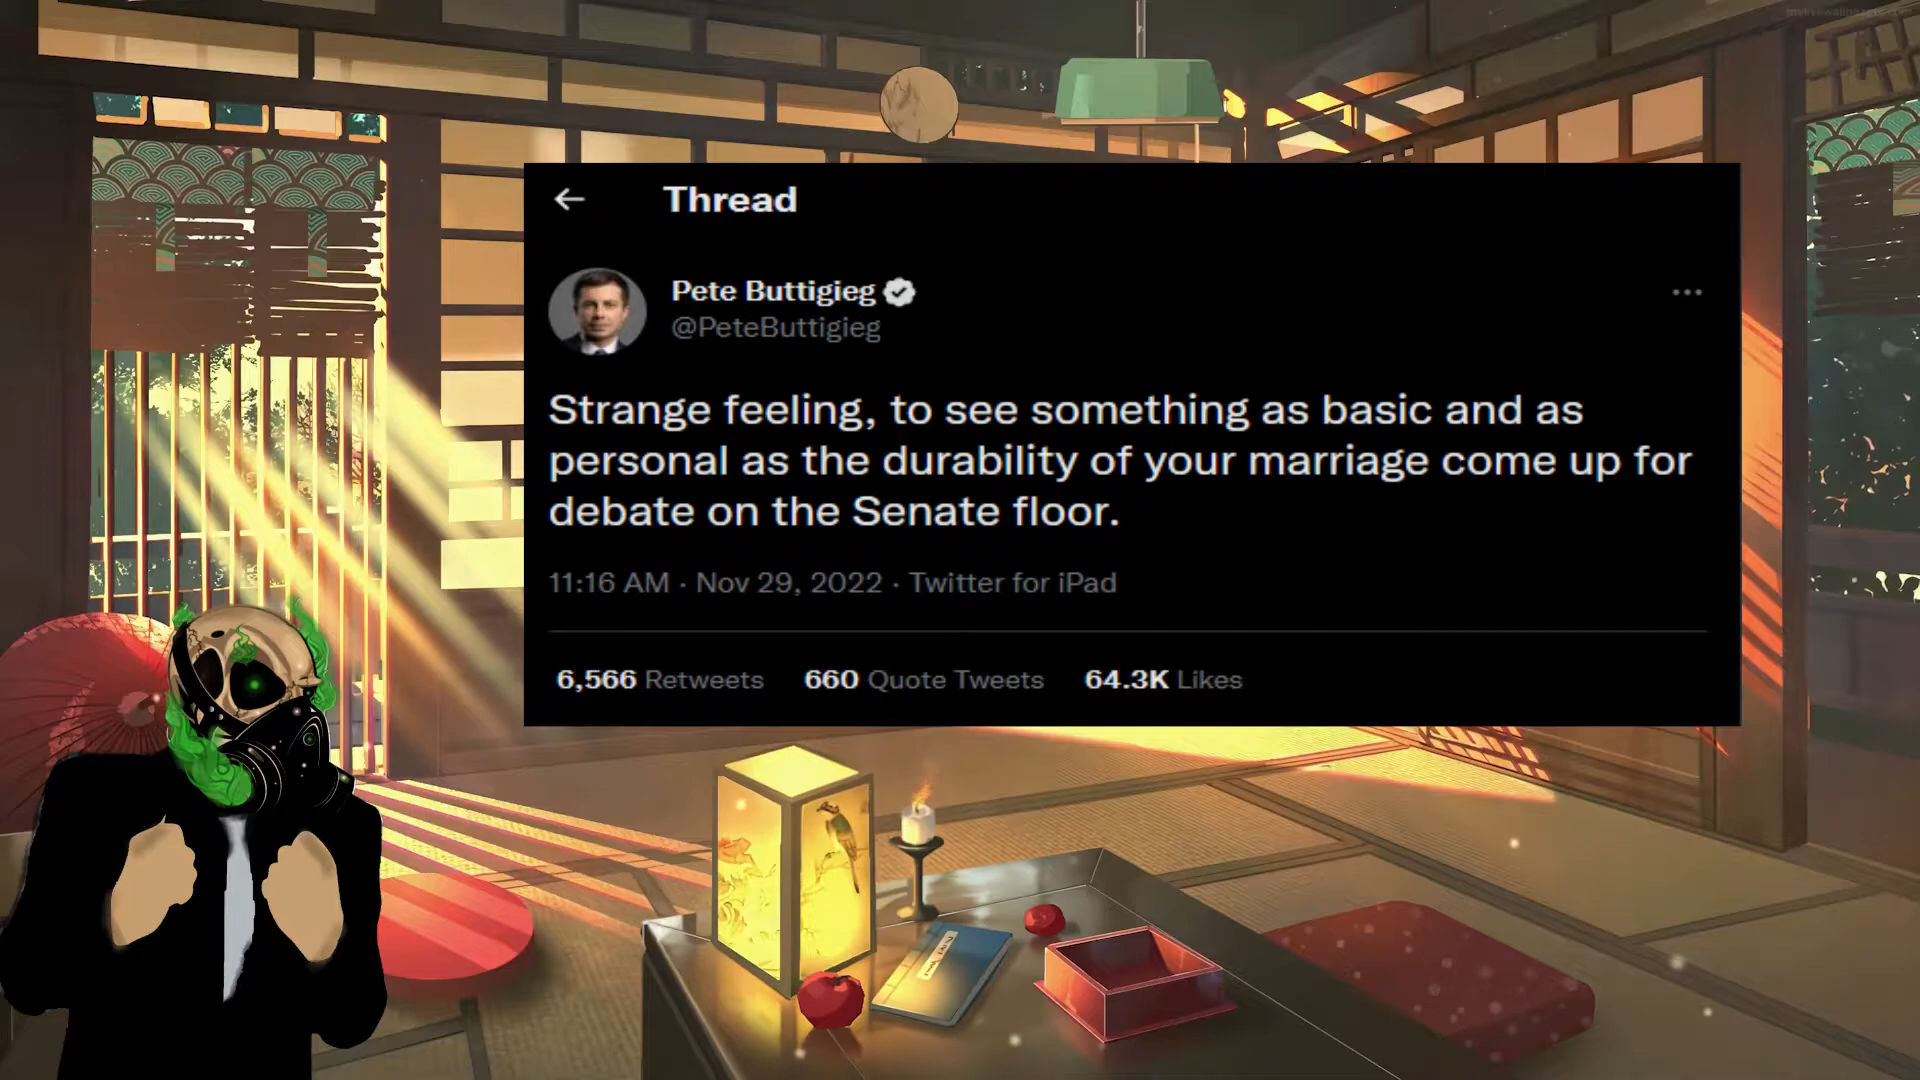 Thread
Pete Buttigieg
@PeteButtigieg
Strange feeling, to see something as basic and as
personal as the durability of your marriage come up for
debate on the Senate floor.
11:16 AM · Nov 29, 2022 · Twitter for iPad
6,566 Retweets 660 Quote Tweets 64.3K Likes